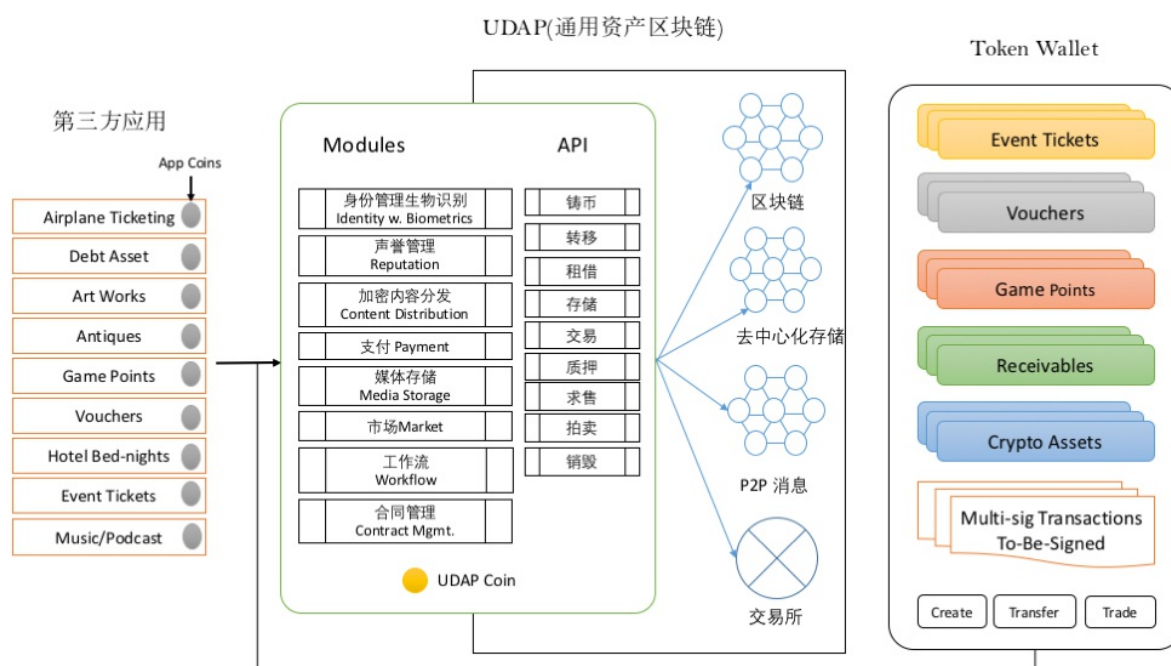 UDAP(通用资产区块链)
Token Wallet
第三方应用
App Coins
Airplane Ticketing
Debt Asset
Art Works
Antiques
Game Points
Vouchers
Hotel Bed-nights
Event Tickets
Music/Podcast
Modules
身份管理生物识别
Identity w. Biometrics
声誉管理
Reputation
加密内容分发
Content Distribution
支付 Payment
媒体存储
Media Storage
市场Market
工作流
Workflow
合同管理
Contract Mgmt.
API
铸币
转移
租借
存储
交易
质押
求售
拍卖
销毁
UDAP Coin
区块链
去中心化存储
P2P 消息
交易所
Event Tickets
Vouchers
Game Points
Receivables
Crypto Assets
Multi-sig Transactions
To-Be-Signed
Create
Transfer
Trade